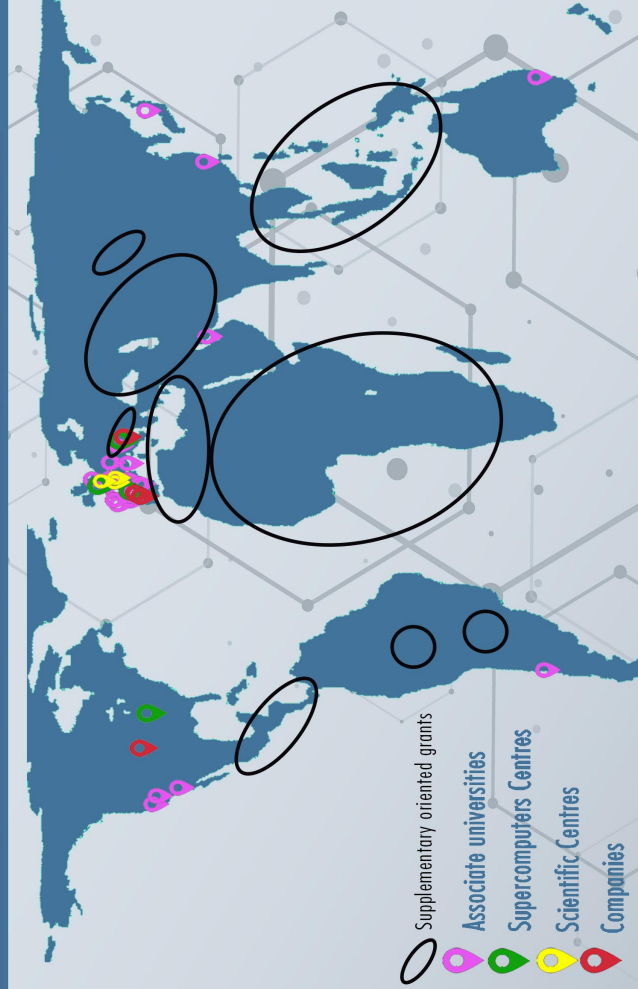 Supplementary oriented grants
Associate universities
Supercomputers Centres
Scientific Centres
Companies